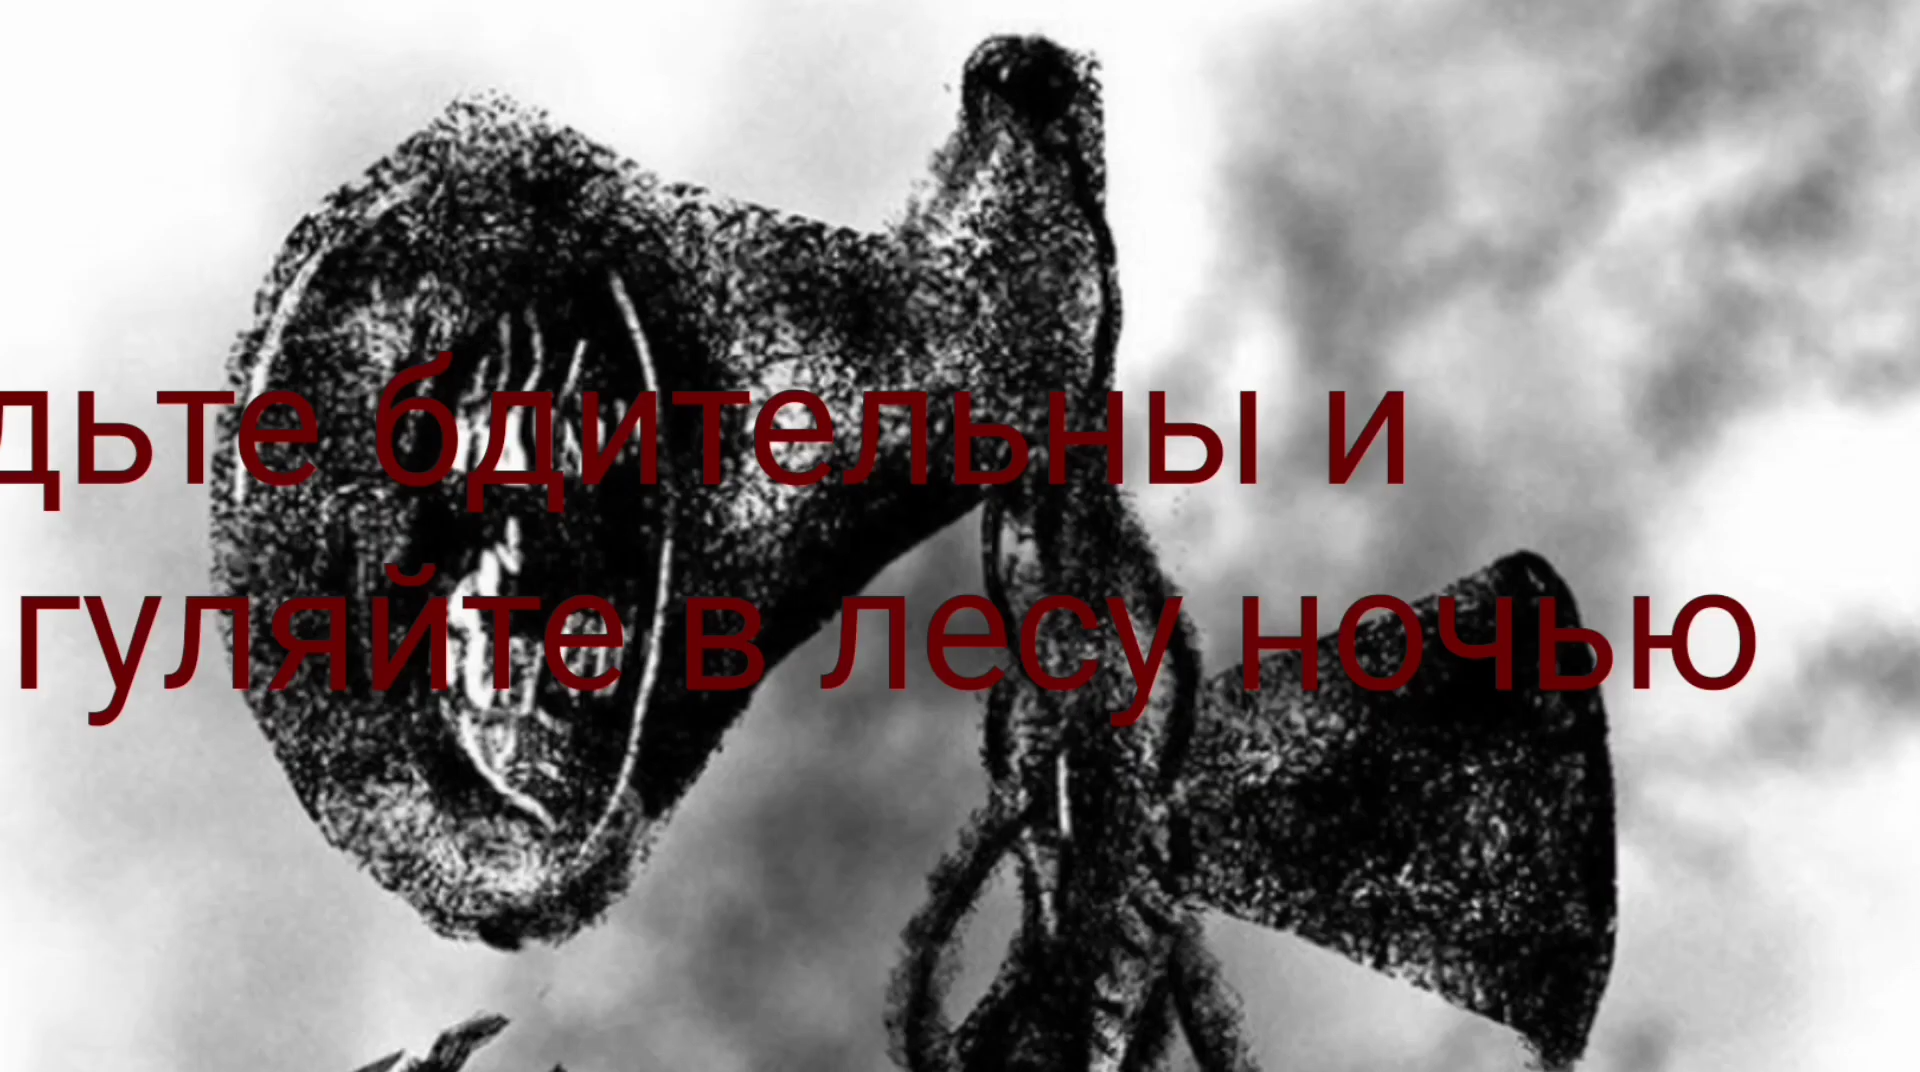 дьте бдительны и
гуляйте в лесу ночью